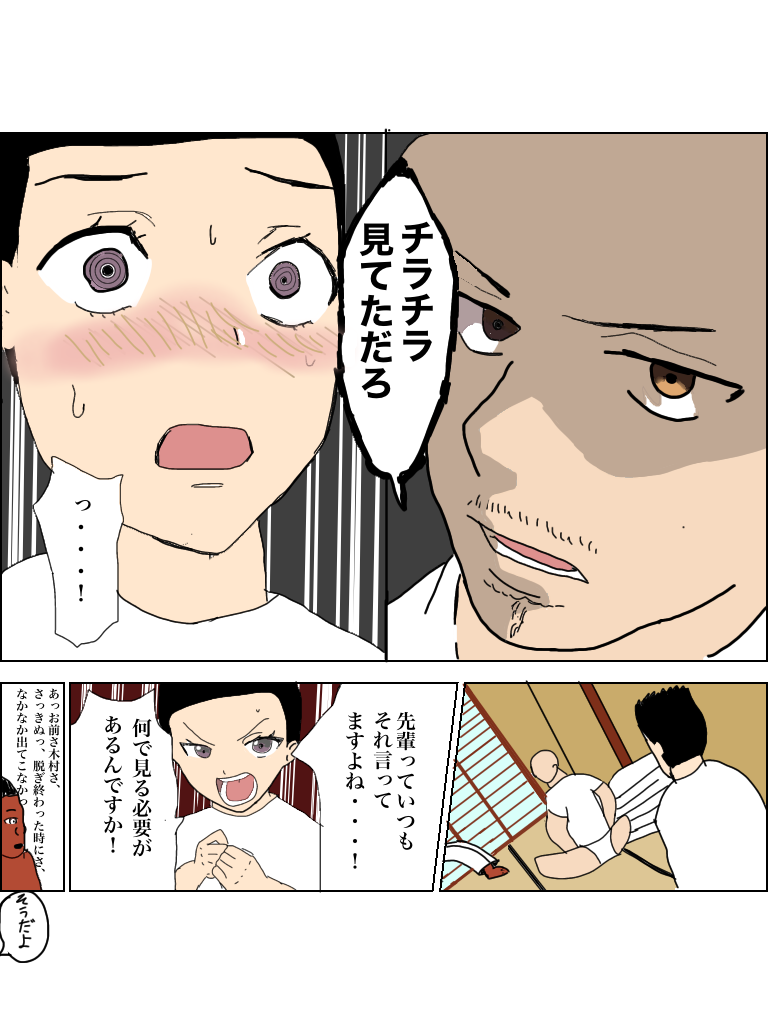 チラチラ
見てただろ
っ・・・・！
先輩っていつも
それ言って
ますよね・・・！
何で見る必要が
あるんですか！
あっお前さ木村さ、
さっきぬっ、脱ぎ終わった時にさ、
なかなか出てこなかっ
そうだよ